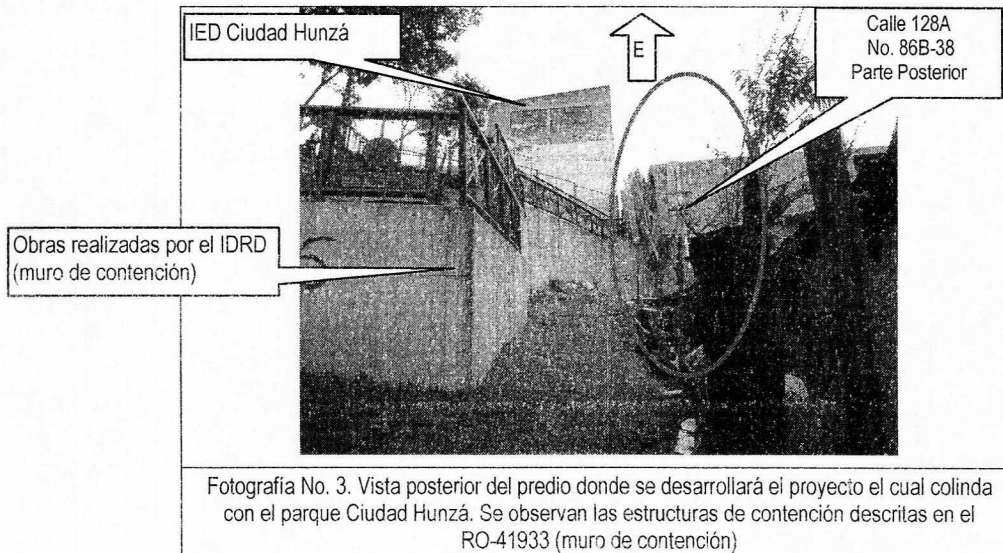 IED Ciudad Hunzá
E
Calle 128A
No. 86B-38
Parte Posterior
Obras realizadas por el IDRD
(muro de contención)
Fotografía No. 3. Vista posterior del predio donde se desarrollará el proyecto el cual colinda
con el parque Ciudad Hunzá. Se observan las estructuras de contención descritas en el
RO-41933 (muro de contención)